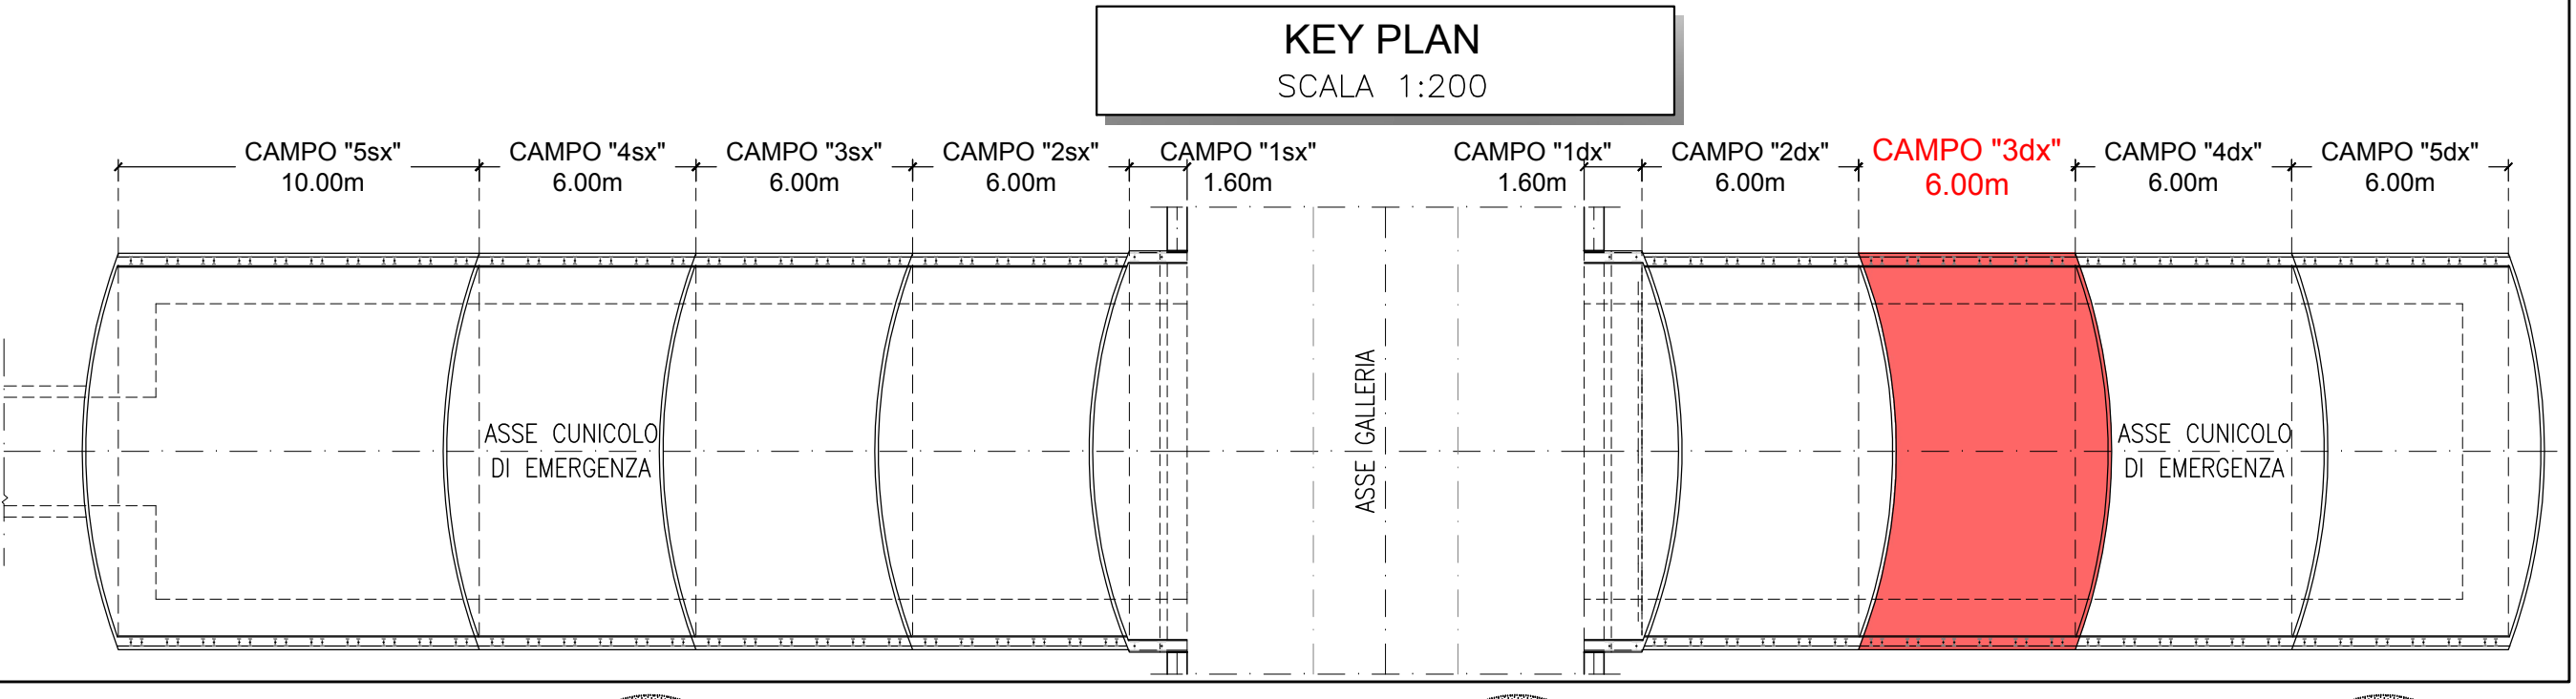 KEY PLAN
SCALA 1:200
CAMPO "5sx"
10.00m
CAMPO "4sx"
6.00m
CAMPO "3sx"
6.00m
CAMPO "2sx"
6.00m
CAMPO "1sx"
1.60m
CAMPO "1dx"
1.60m
CAMPO "2dx"
6.00m
CAMPO "3dx"
6.00m
CAMPO "4dx"
6.00m
CAMPO "5dx"
6.00m
ASSE CUNICOLO
DI EMERGENZA
ASSE GALLERIA
ASSE CUNICOLO
DI EMERGENZA